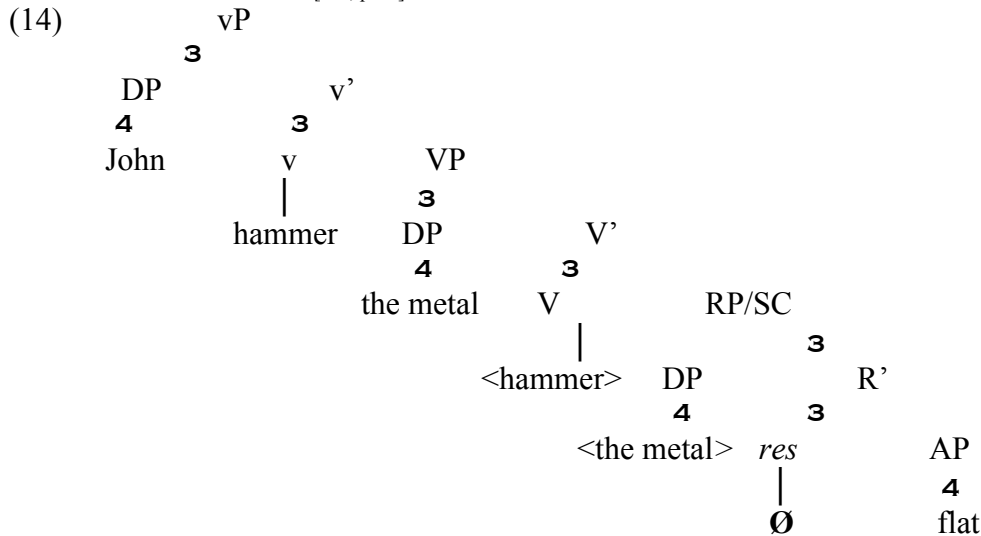 (14) vP
3
DP v’
4 3
John v VP
3
hammer DP V’
4 3
the metal V RP/SC
3
<hammer> DP R’
4 3
<the metal> res AP
4
Ø flat